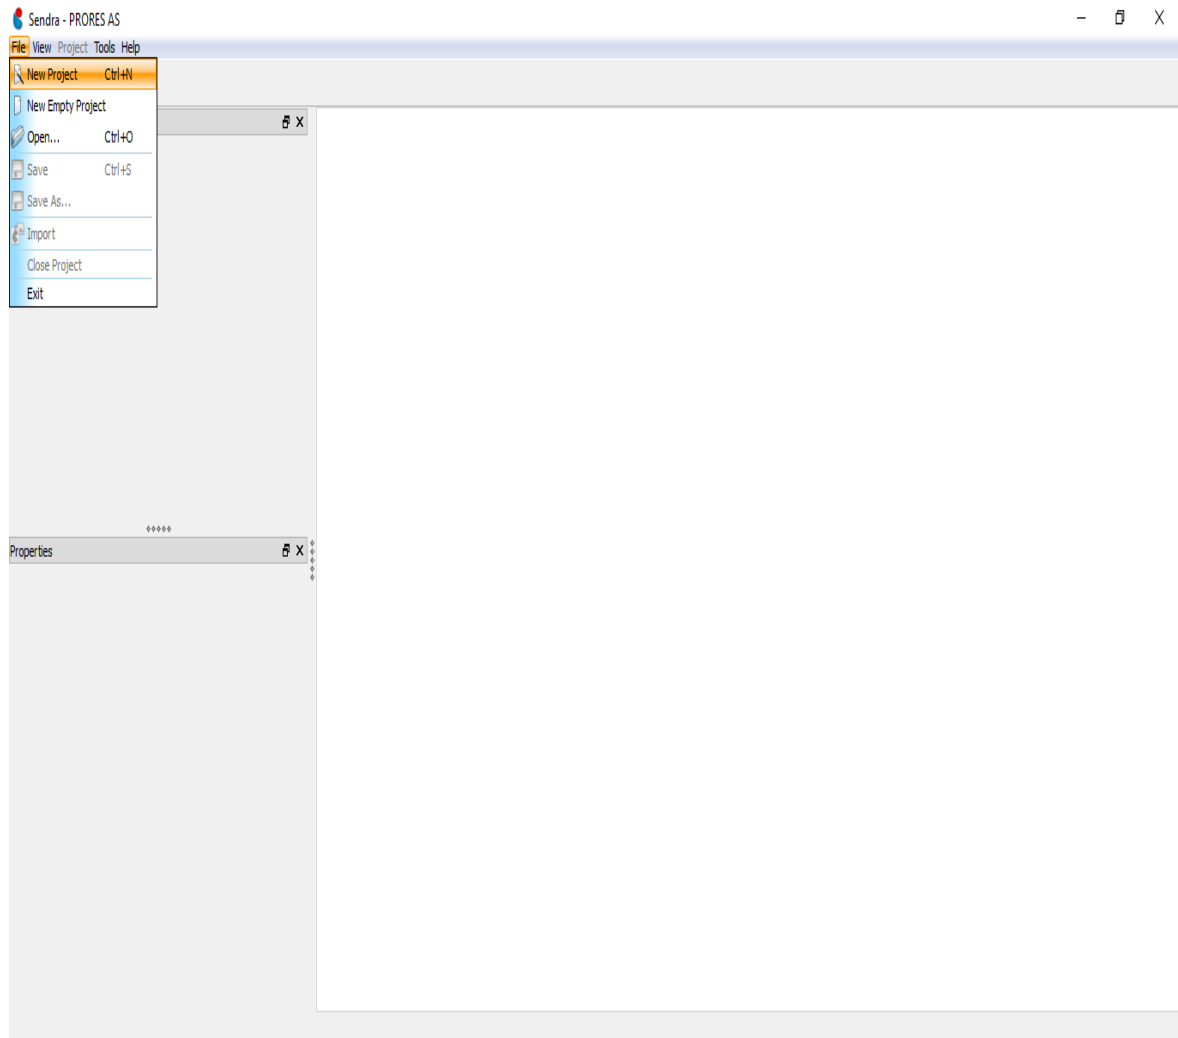 Sendra - PRORES AS
File View Project Tools Help
New Project Ctrl+N
New Empty Project
Open... Ctrl+O
Save Ctrl+S
Save As...
Import
Close Project
Exit
Properties